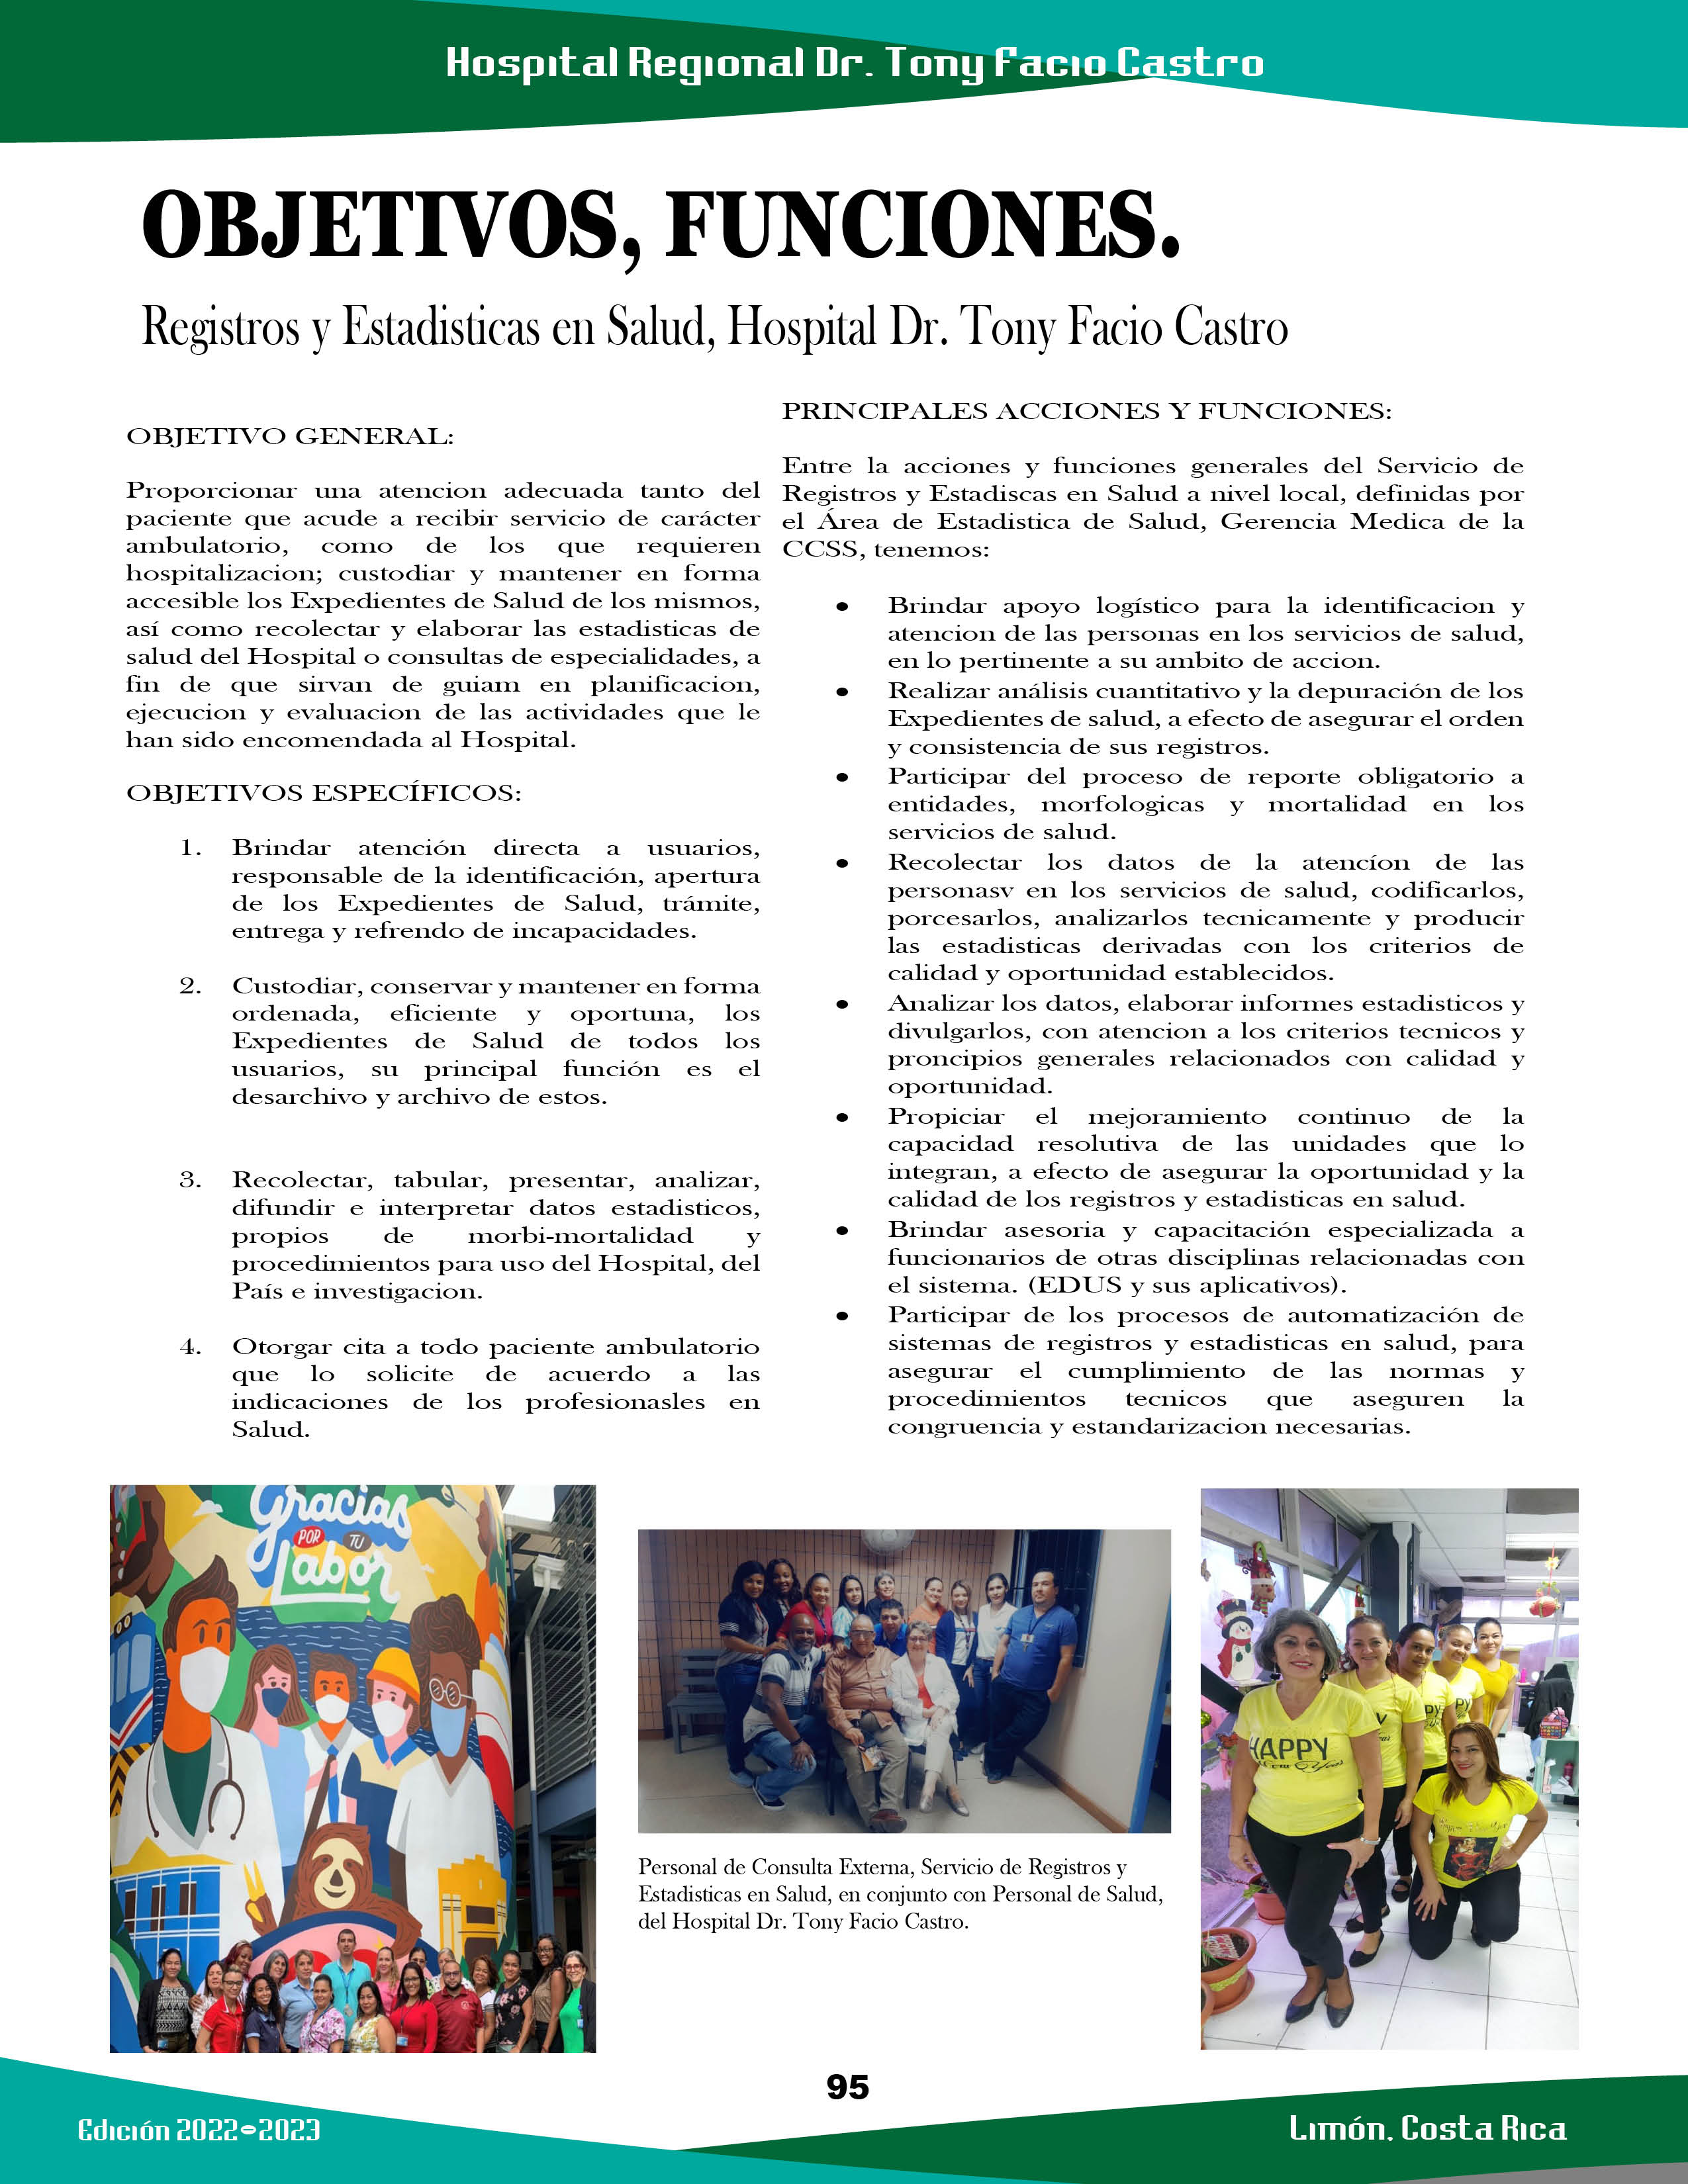 Hospital Regional Dr. Tony Facio Castro
OBJETIVOS, FUNCIONES.
Registros y Estadisticas en Salud, Hospital Dr. Tony Facio Castro
OBJETIVO GENERAL:
Proporcionar una atencion adecuada tanto del
paciente que acude a recibir servicio de carácter
ambulatorio, como de los que requieren
hospitalizacion; custodiar y mantener en forma
accesible los Expedientes de Salud de los mismos,
así como recolectar y elaborar las estadisticas de
salud del Hospital o consultas de especialidades, a
fin de que sirvan de guiam en planificacion,
ejecucion y evaluacion de las actividades que le
han sido encomendada al Hospital.
OBJETIVOS ESPECÍFICOS:
1. Brindar atención directa a usuarios,
responsable de la identificación, apertura
de los Expedientes de Salud, trámite,
entrega y refrendo de incapacidades.
2. Custodiar, conservar y mantener en forma
ordenada, eficiente y oportuna, los
Expedientes de Salud de todos los
usuarios, su principal función es el
desarchivo y archivo de estos.
3. Recolectar, tabular, presentar, analizar,
difundir e interpretar datos estadisticos,
propios de morbi-mortalidad y
procedimientos para uso del Hospital, del
País e investigacion.
4. Otorgar cita a todo paciente ambulatorio
que lo solicite de acuerdo a las
indicaciones de los profesionasles en
Salud.
PRINCIPALES ACCIONES Y FUNCIONES:
Entre la acciones y funciones generales del Servicio de
Registros y Estadiscas en Salud a nivel local, definidas por
el Área de Estadistica de Salud, Gerencia Medica de la
CCSS, tenemos:
• Brindar apoyo logístico para la identificacion y
atencion de las personas en los servicios de salud,
en lo pertinente a su ambito de accion.
• Realizar análisis cuantitativo y la depuración de los
Expedientes de salud, a efecto de asegurar el orden
y consistencia de sus registros.
• Participar del proceso de reporte obligatorio a
entidades, morfologicas y mortalidad en los
servicios de salud.
• Recolectar los datos de la atencíon de las
personasv en los servicios de salud, codificarlos,
porcesarlos, analizarlos tecnicamente y producir
las estadisticas derivadas con los criterios de
calidad y oportunidad establecidos.
• Analizar los datos, elaborar informes estadisticos y
divulgarlos, con atencion a los criterios tecnicos y
proncipios generales relacionados con calidad y
oportunidad.
• Propiciar el mejoramiento continuo de la
capacidad resolutiva de las unidades que lo
integran, a efecto de asegurar la oportunidad y la
calidad de los registros y estadisticas en salud.
• Brindar asesoria y capacitación especializada a
funcionarios de otras disciplinas relacionadas con
el sistema. (EDUS y sus aplicativos).
• Participar de los procesos de automatización de
sistemas de registros y estadisticas en salud, para
asegurar el cumplimiento de las normas y
procedimientos tecnicos que aseguren la
congruencia y estandarizacion necesarias.
Gracias
POR TU
Labor
Personal de Consulta Externa, Servicio de Registros y
Estadisticas en Salud, en conjunto con Personal de Salud,
del Hospital Dr. Tony Facio Castro.
HAPPY
95
Edición 2022-2023
Limón, Costa Rica